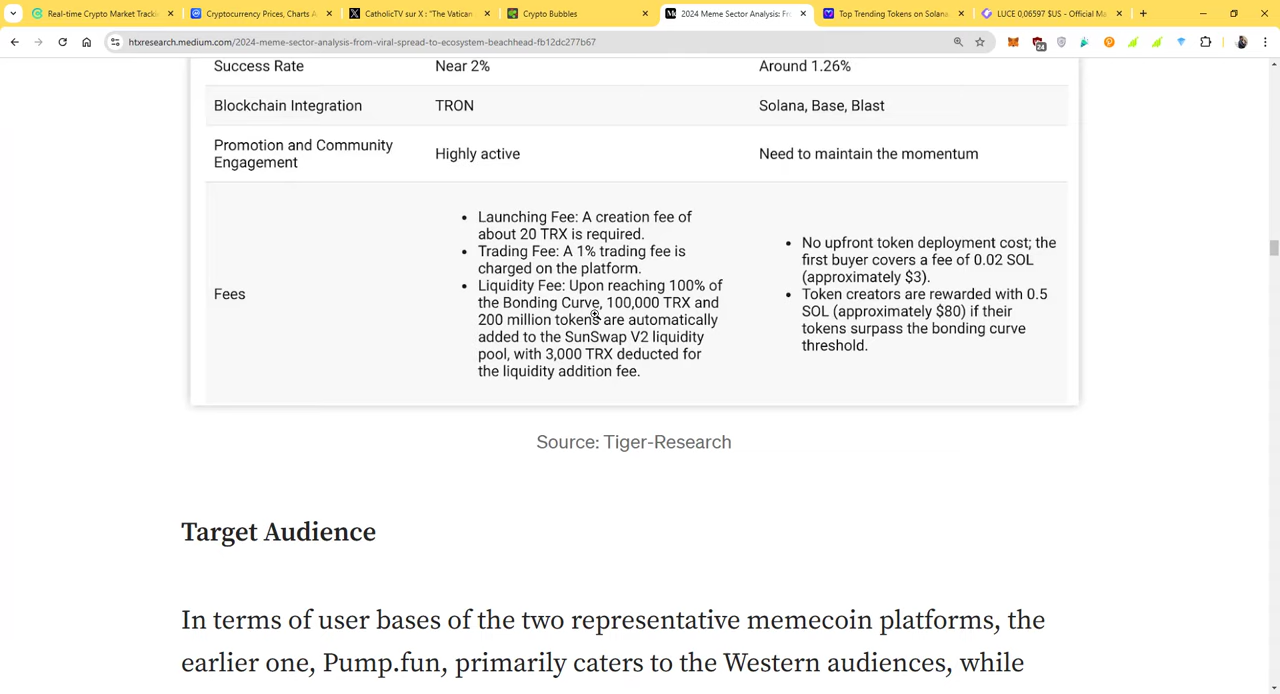 Real-time Crypto Market Tracki
Cryptocurrency Prices, Charts A
CatholicTV sur X : "The Vatican
Crypto Bubbles
2024 Meme Sector Analysis: Fr
Top Trending Tokens on Solana
LUCE 0,06597 $US - Official M
htxresearch.medium.com/2024-meme-sector-analysis-from-viral-spread-to-ecosystem-beachhead-fb12dc277b67
24
Success Rate
Near 2%
Around 1.26%
Blockchain Integration
TRON
Solana, Base, Blast
Promotion and Community
Engagement
Highly active
Need to maintain the momentum
Fees
• Launching Fee: A creation fee of
about 20 TRX is required.
• Trading Fee: A 1% trading fee is
charged on the platform.
• Liquidity Fee: Upon reaching 100% of
the Bonding Curve, 100,000 TRX and
200 million tokens are automatically
added to the SunSwap V2 liquidity
pool, with 3,000 TRX deducted for
the liquidity addition fee.
• No upfront token deployment cost; the
first buyer covers a fee of 0.02 SOL
(approximately $3).
• Token creators are rewarded with 0.5
SOL (approximately $80) if their
tokens surpass the bonding curve
threshold.
Source: Tiger-Research
Target Audience
In terms of user bases of the two representative memecoin platforms, the
earlier one, Pump.fun, primarily caters to the Western audiences, while